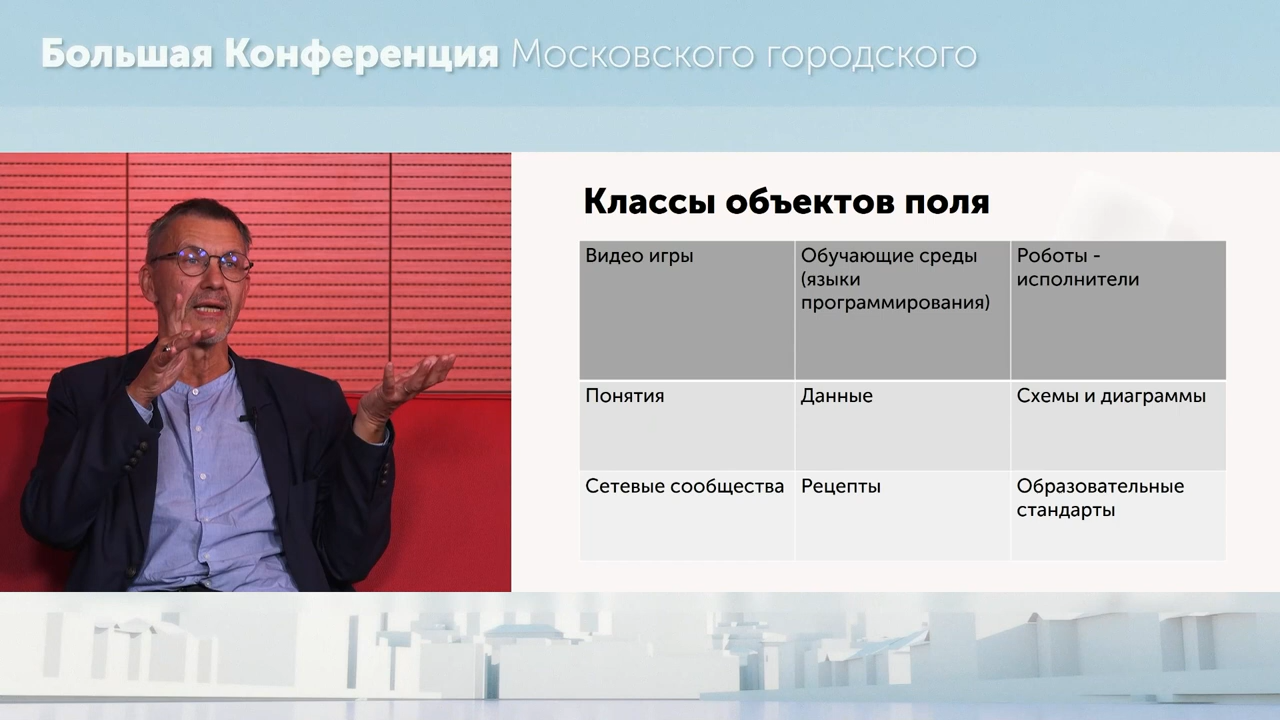 Большая Конференция Московского городского
Классы объектов поля
Видео игры
Обучающие среды
(языки
программирования)
Роботы -
исполнители
Понятия
Данные
Схемы и диаграммы
Сетевые сообщества
Рецепты
Образовательные
стандарты